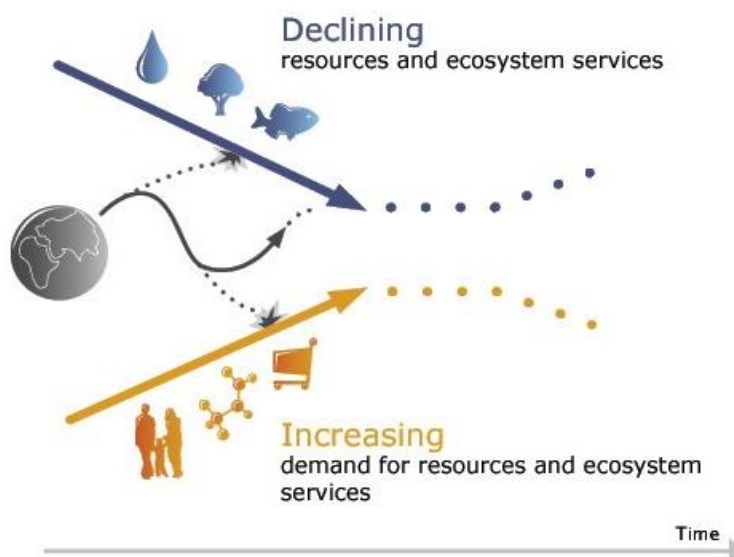 Declining
resources and ecosystem services
Increasing
demand for resources and ecosystem
services
Time